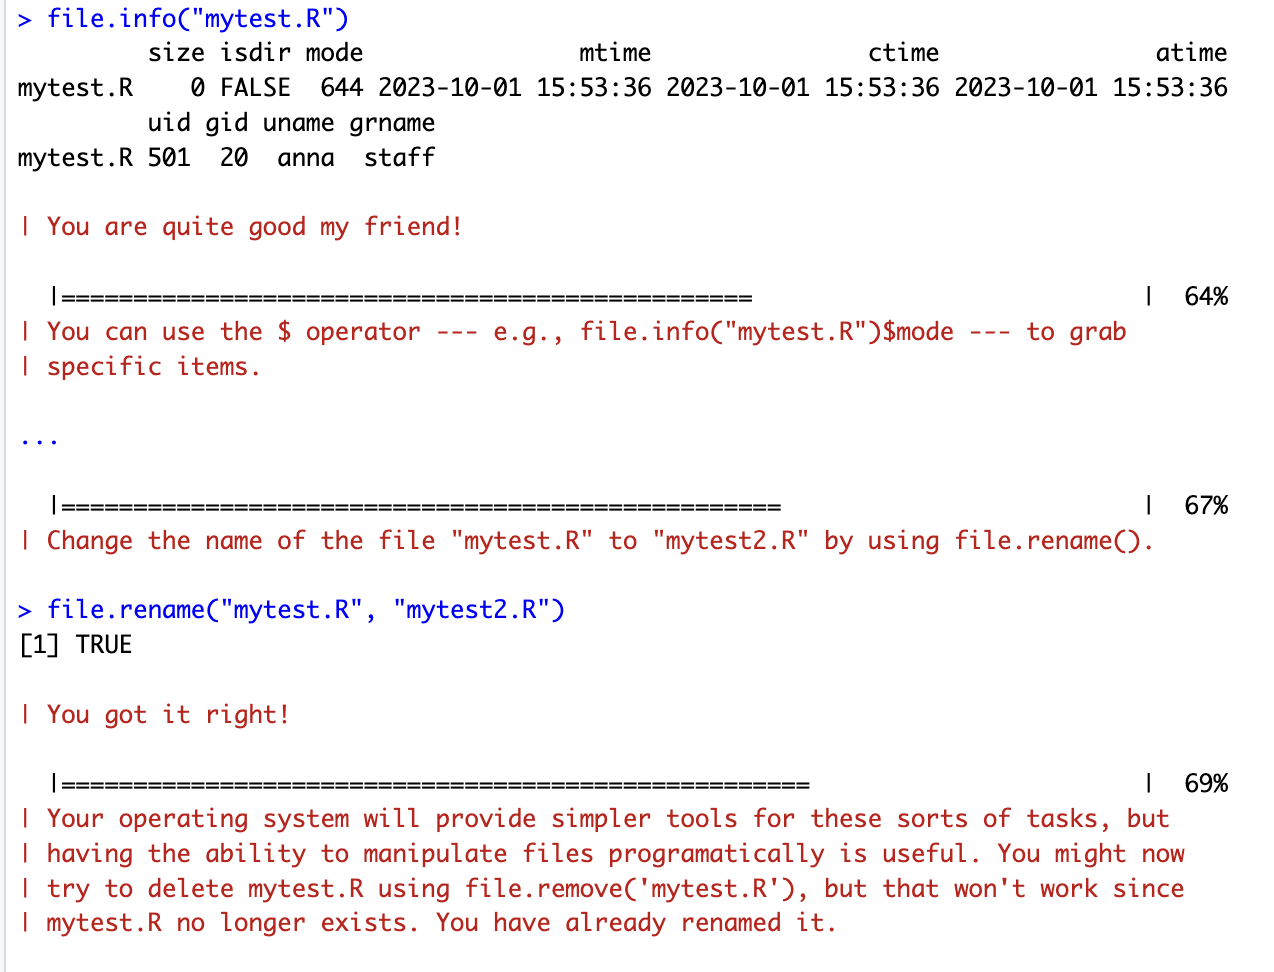 > file.info("mytest.R")
size isdir mode mtime ctime atime
mytest.R 0 FALSE 644 2023-10-01 15:53:36 2023-10-01 15:53:36 2023-10-01 15:53:36
uid gid uname grname
mytest.R 501 20 anna staff
| You are quite good my friend!
|================================================ | 64%
| You can use the $ operator --- e.g., file.info("mytest.R")$mode --- to grab
| specific items.
...
|================================================== | 67%
| Change the name of the file "mytest.R" to "mytest2.R" by using file.rename().
> file.rename("mytest.R", "mytest2.R")
[1] TRUE
| You got it right!
|==================================================== | 69%
| Your operating system will provide simpler tools for these sorts of tasks, but
| having the ability to manipulate files programatically is useful. You might now
| try to delete mytest.R using file.remove('mytest.R'), but that won't work since
| mytest.R no longer exists. You have already renamed it.